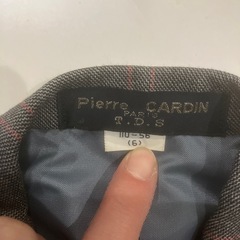 Pierre CARDIN
PARIS
T.D.S
110-56
(6)